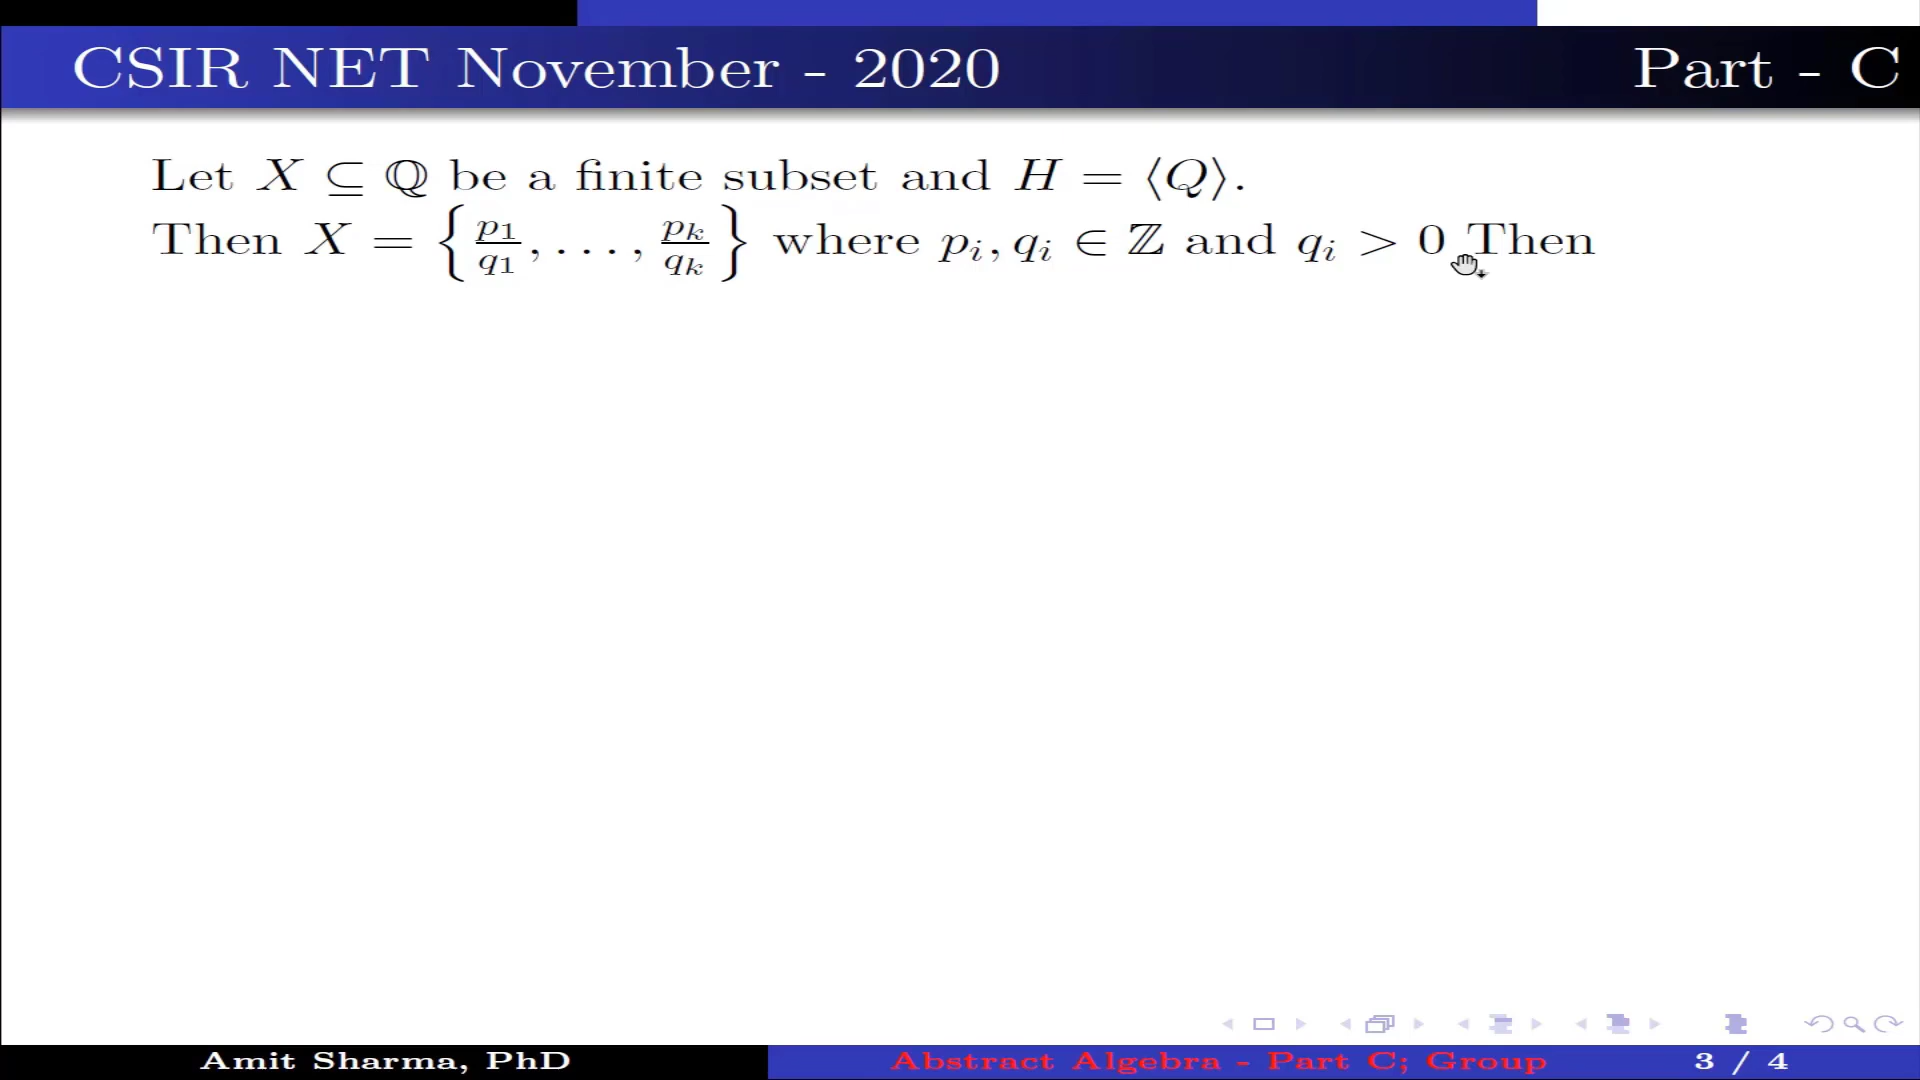 CSIR NET November - 2020 Part - C
Let X ⊆ ℚ be a finite subset and H = ⟨Q⟩.
Then X = { p₁/q₁, . . . , pₖ/qₖ } where pᵢ, qᵢ ∈ ℤ and qᵢ > 0 Then
Amit Sharma, PhD Abstract Algebra - Part C; Group 3 / 4